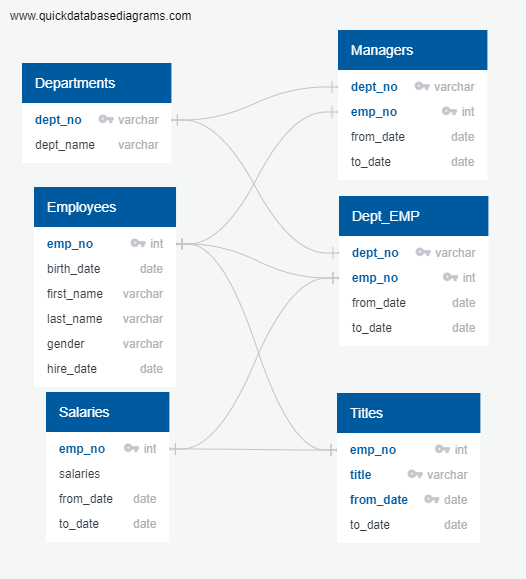 www.quickdatabasediagrams.com
Departments
dept_no varchar
dept_name varchar
Employees
emp_no int
birth_date date
first_name varchar
last_name varchar
gender varchar
hire_date date
Salaries
emp_no int
salaries
from_date date
to_date date
Managers
dept_no varchar
emp_no int
from_date date
to_date date
Dept_EMP
dept_no varchar
emp_no int
from_date date
to_date date
Titles
emp_no int
title varchar
from_date date
to_date date